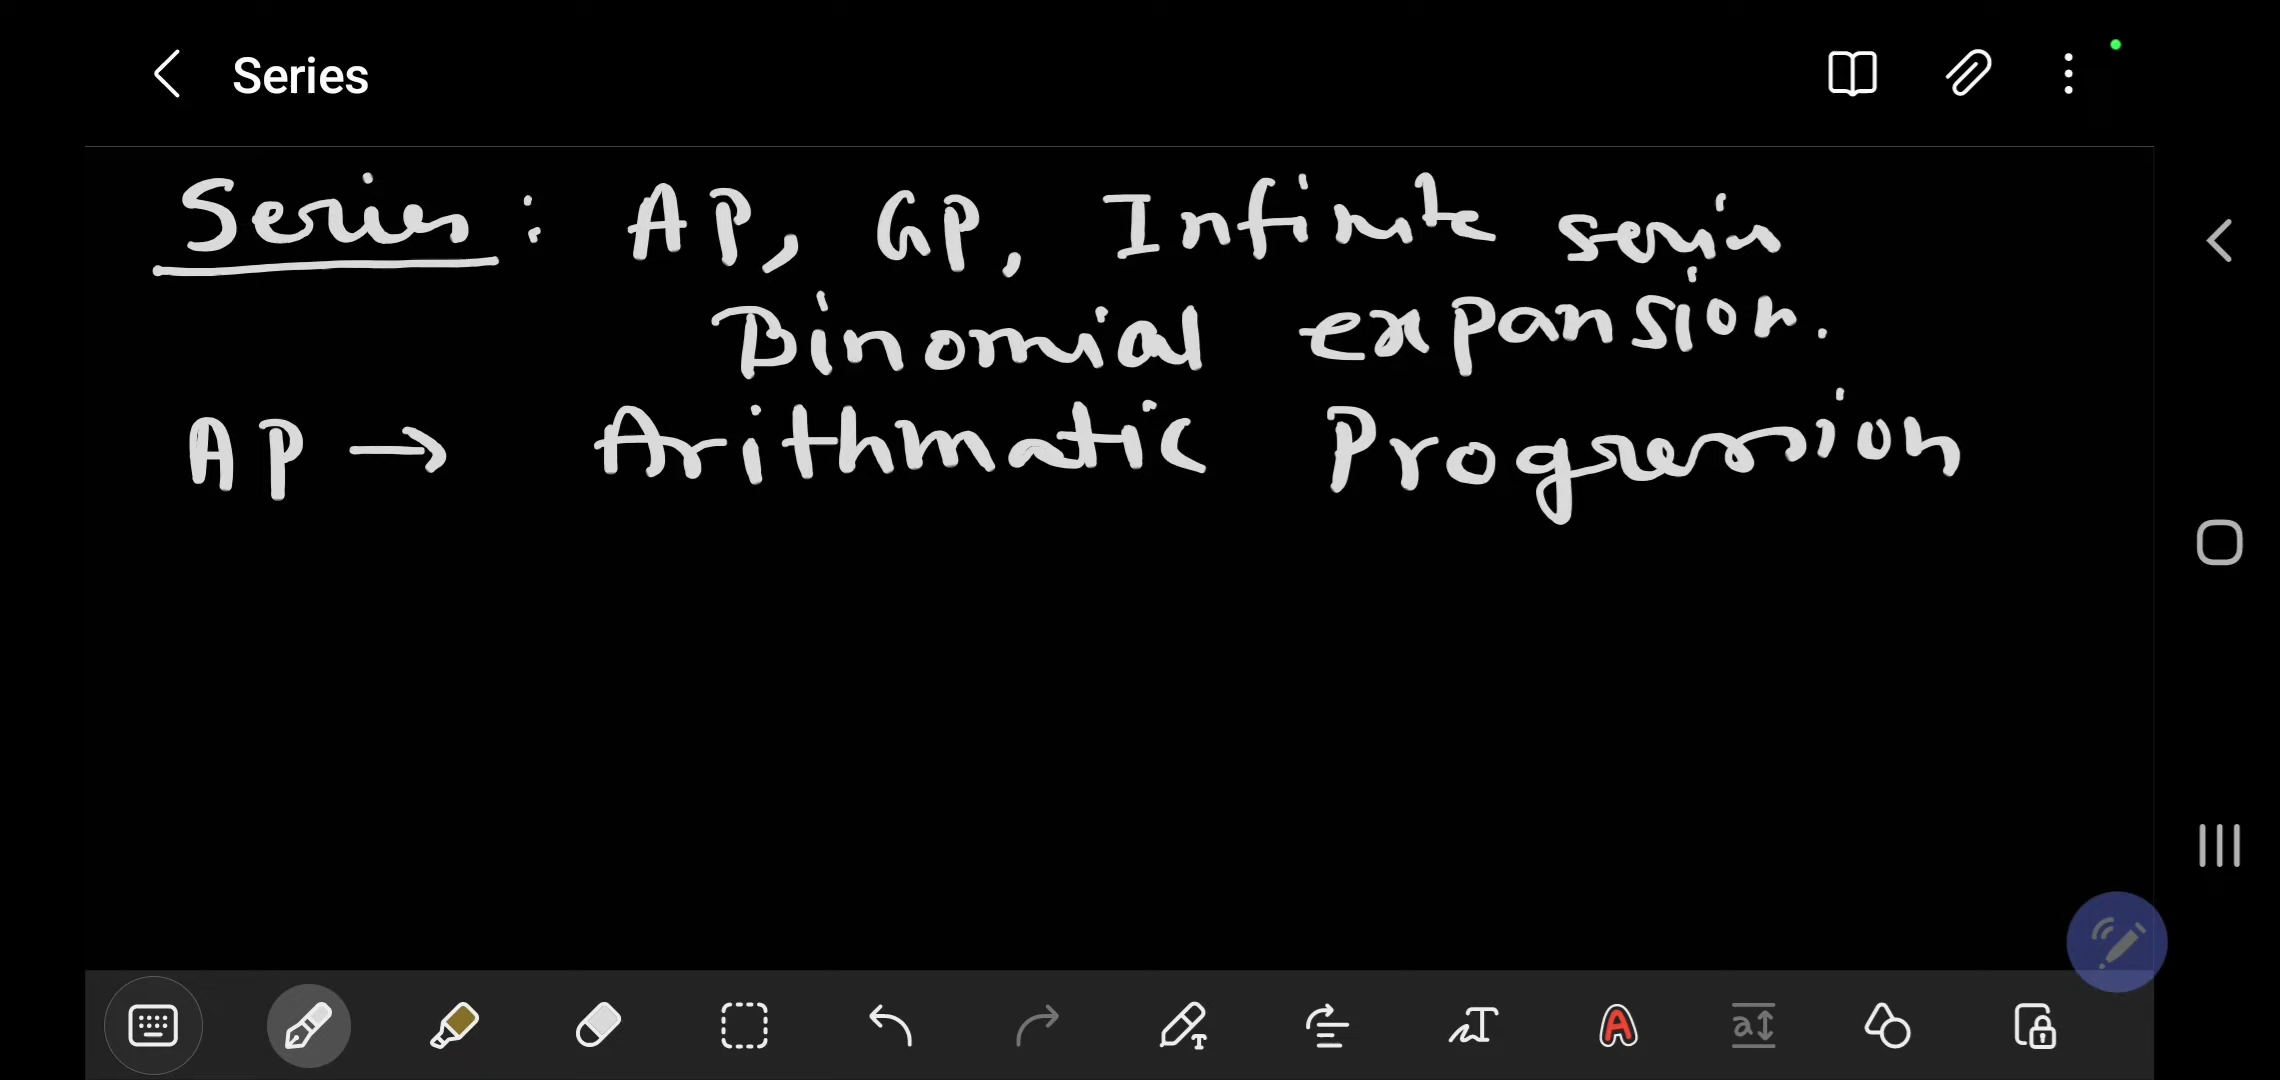 Series
Series : AP, GP, Infinite series
Binomial expansion.
AP → Arithmatic Progression